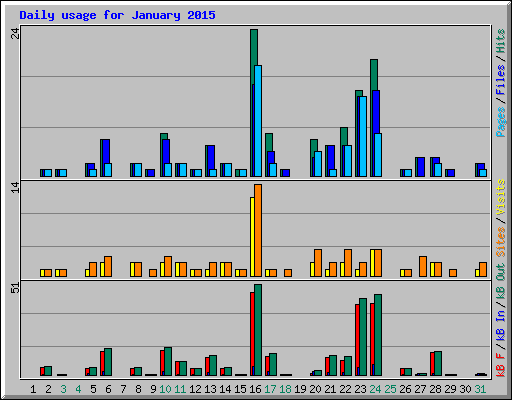 Daily usage for January 2015
24
14
51
Pages / Files / Hits
Sites / Visits
kB F / kB In / kB Out
1 2 3 4 5 6 7 8 9 10 11 12 13 14 15 16 17 18 19 20 21 22 23 24 25 26 27 28 29 30 31